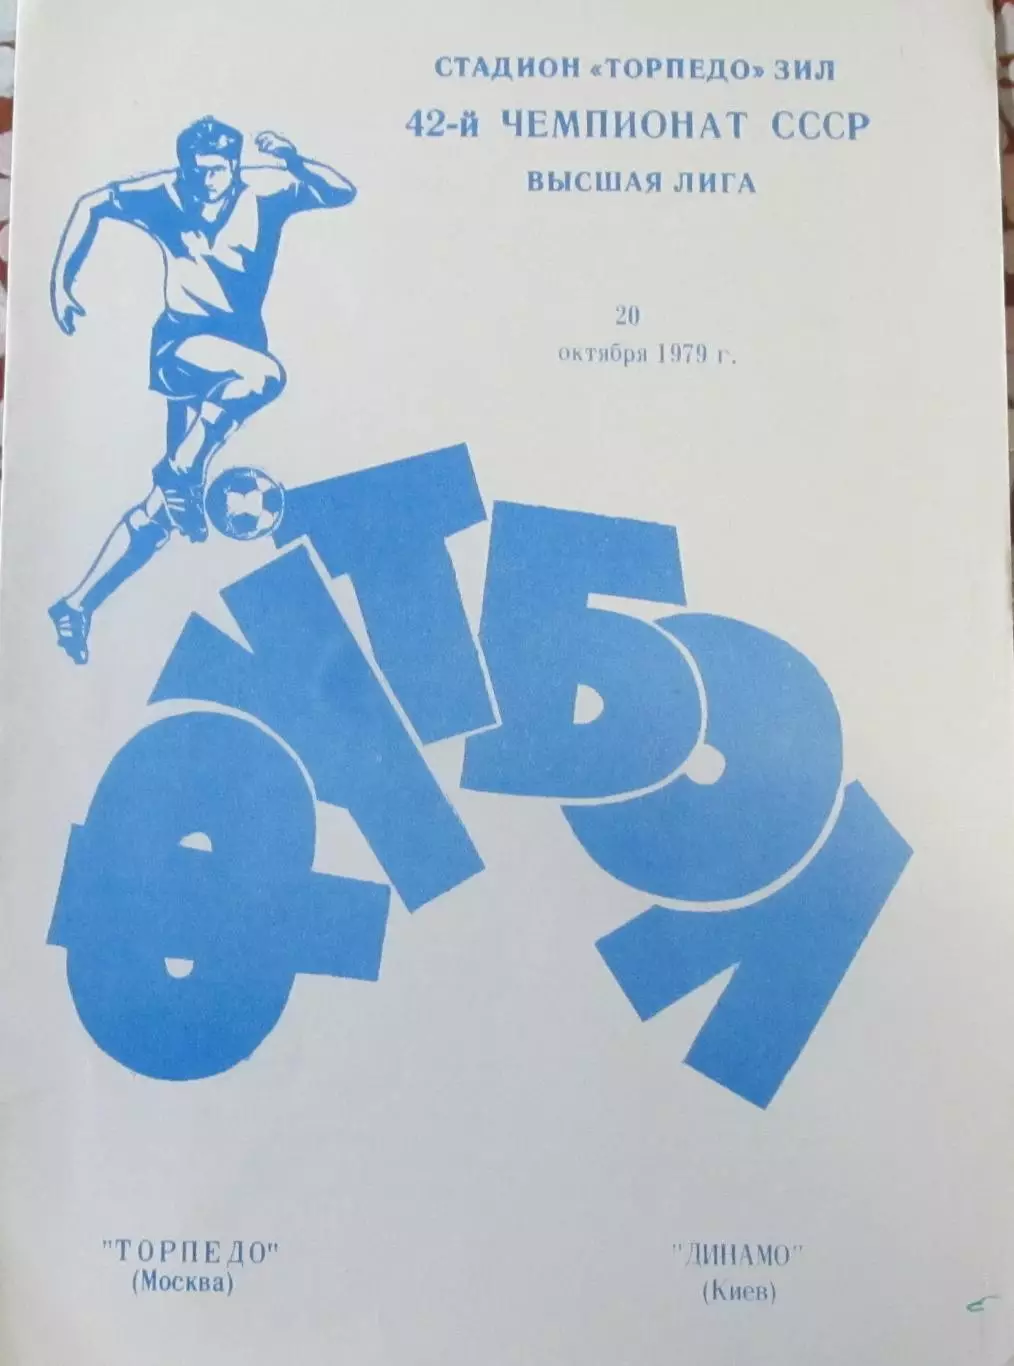 СТАДИОН «ТОРПЕДО» ЗИЛ
42-й ЧЕМПИОНАТ СССР
ВЫСШАЯ ЛИГА
20
октября 1979 г.
ФУТБОЛ
"ТОРПЕДО"
(Москва)
"ДИНАМО"
(Киев)